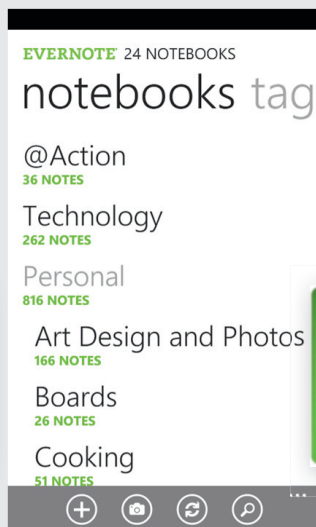 EVERNOTE 24 NOTEBOOKS
notebooks tag
@Action
36 NOTES
Technology
262 NOTES
Personal
816 NOTES
Art Design and Photos
166 NOTES
Boards
26 NOTES
Cooking
51 NOTES
...